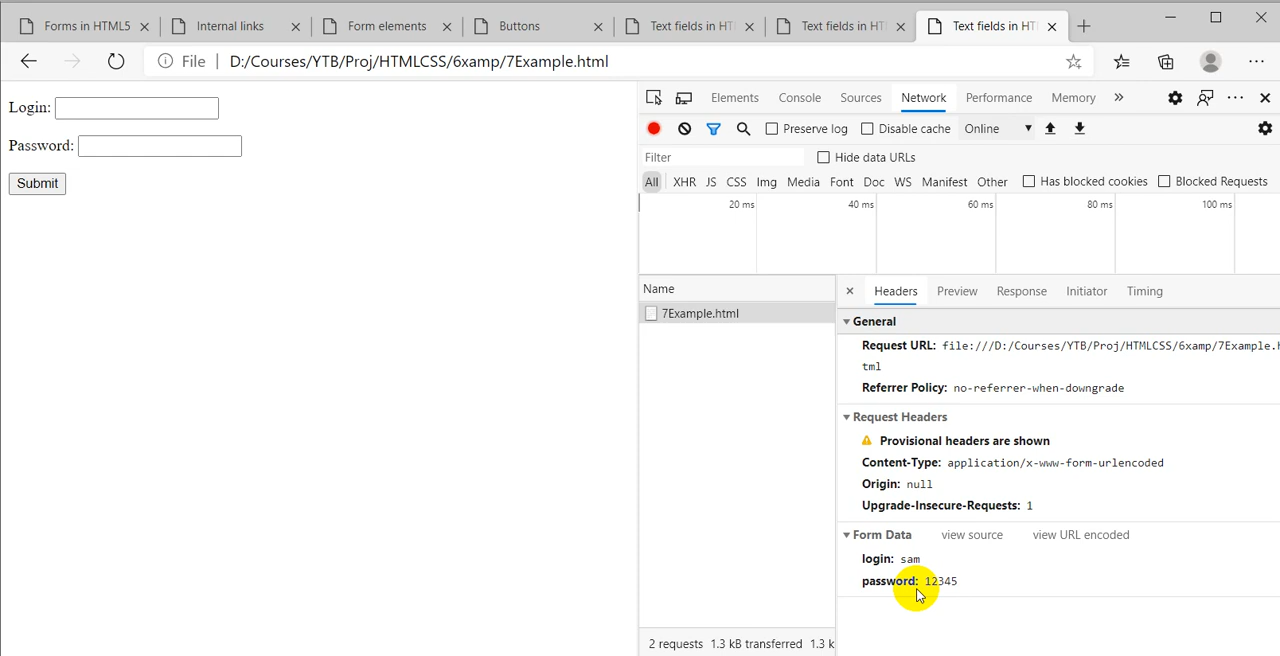 Forms in HTML5
Internal links
Form elements
Buttons
Text fields in HT
Text fields in HT
Text fields in HT
File | D:/Courses/YTB/Proj/HTMLCSS/6xamp/7Example.html
Login:
Password:
Submit
Elements Console Sources Network Performance Memory »
Preserve log Disable cache Online
Filter Hide data URLs
All XHR JS CSS Img Media Font Doc WS Manifest Other Has blocked cookies Blocked Requests
20 ms 40 ms 60 ms 80 ms 100 ms
Name
7Example.html
2 requests 1.3 kB transferred 1.3 k
Headers Preview Response Initiator Timing
General
Request URL: file:///D:/Courses/YTB/Proj/HTMLCSS/6xamp/7Example.h
tml
Referrer Policy: no-referrer-when-downgrade
Request Headers
Provisional headers are shown
Content-Type: application/x-www-form-urlencoded
Origin: null
Upgrade-Insecure-Requests: 1
Form Data view source view URL encoded
login: sam
password: 12345